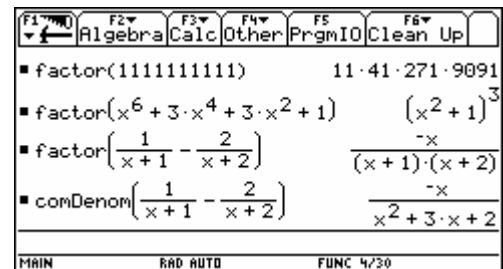 F1 F2 Algebra F3 Calc F4 Other F5 PrgmIO F6 Clean Up
▪ factor(1111111111) 11·41·271·9091
▪ factor(x^6 + 3·x^4 + 3·x^2 + 1) (x^2 + 1)^3
▪ factor(1/(x + 1) - 2/(x + 2)) -x/((x + 1)·(x + 2))
▪ comDenom(1/(x + 1) - 2/(x + 2)) -x/(x^2 + 3·x + 2)
MAIN RAD AUTO FUNC 4/30